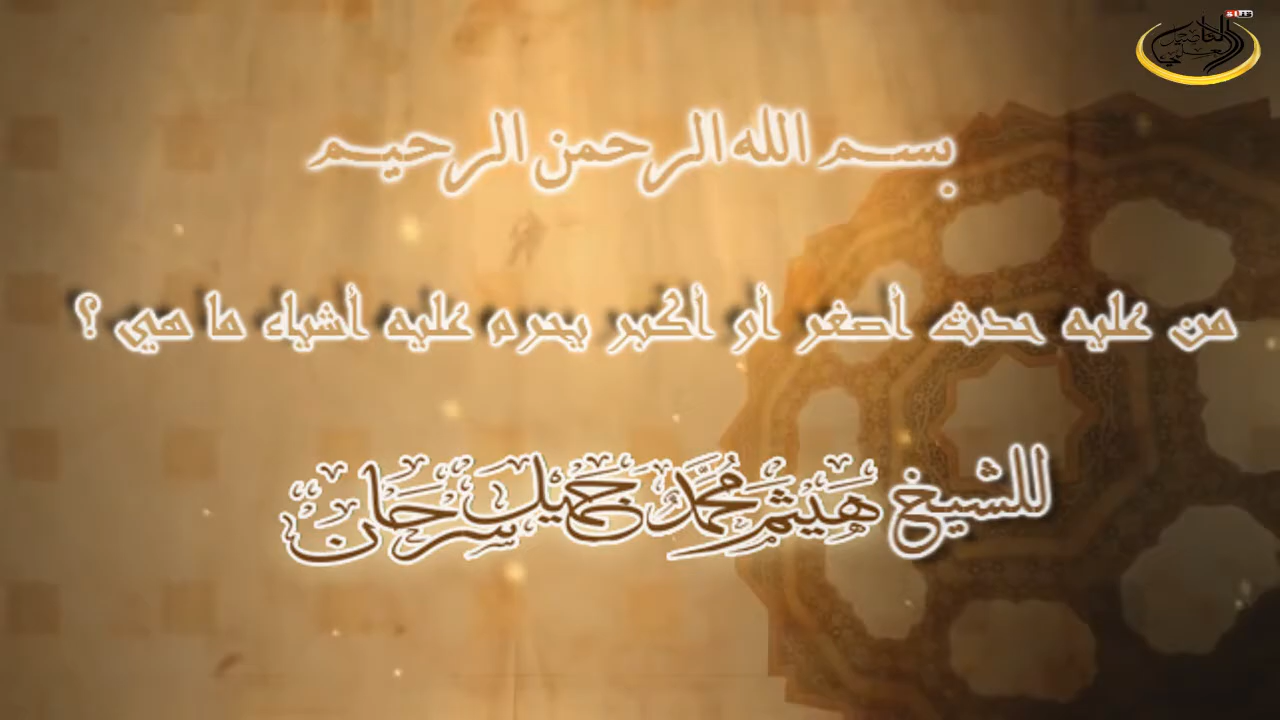 بسم الله الرحمن الرحيم
من عليه حدث أصغر أو أكبر يحرم عليه أشياء ما هي ؟
للشيخ هيثم محمد جميل سرحان